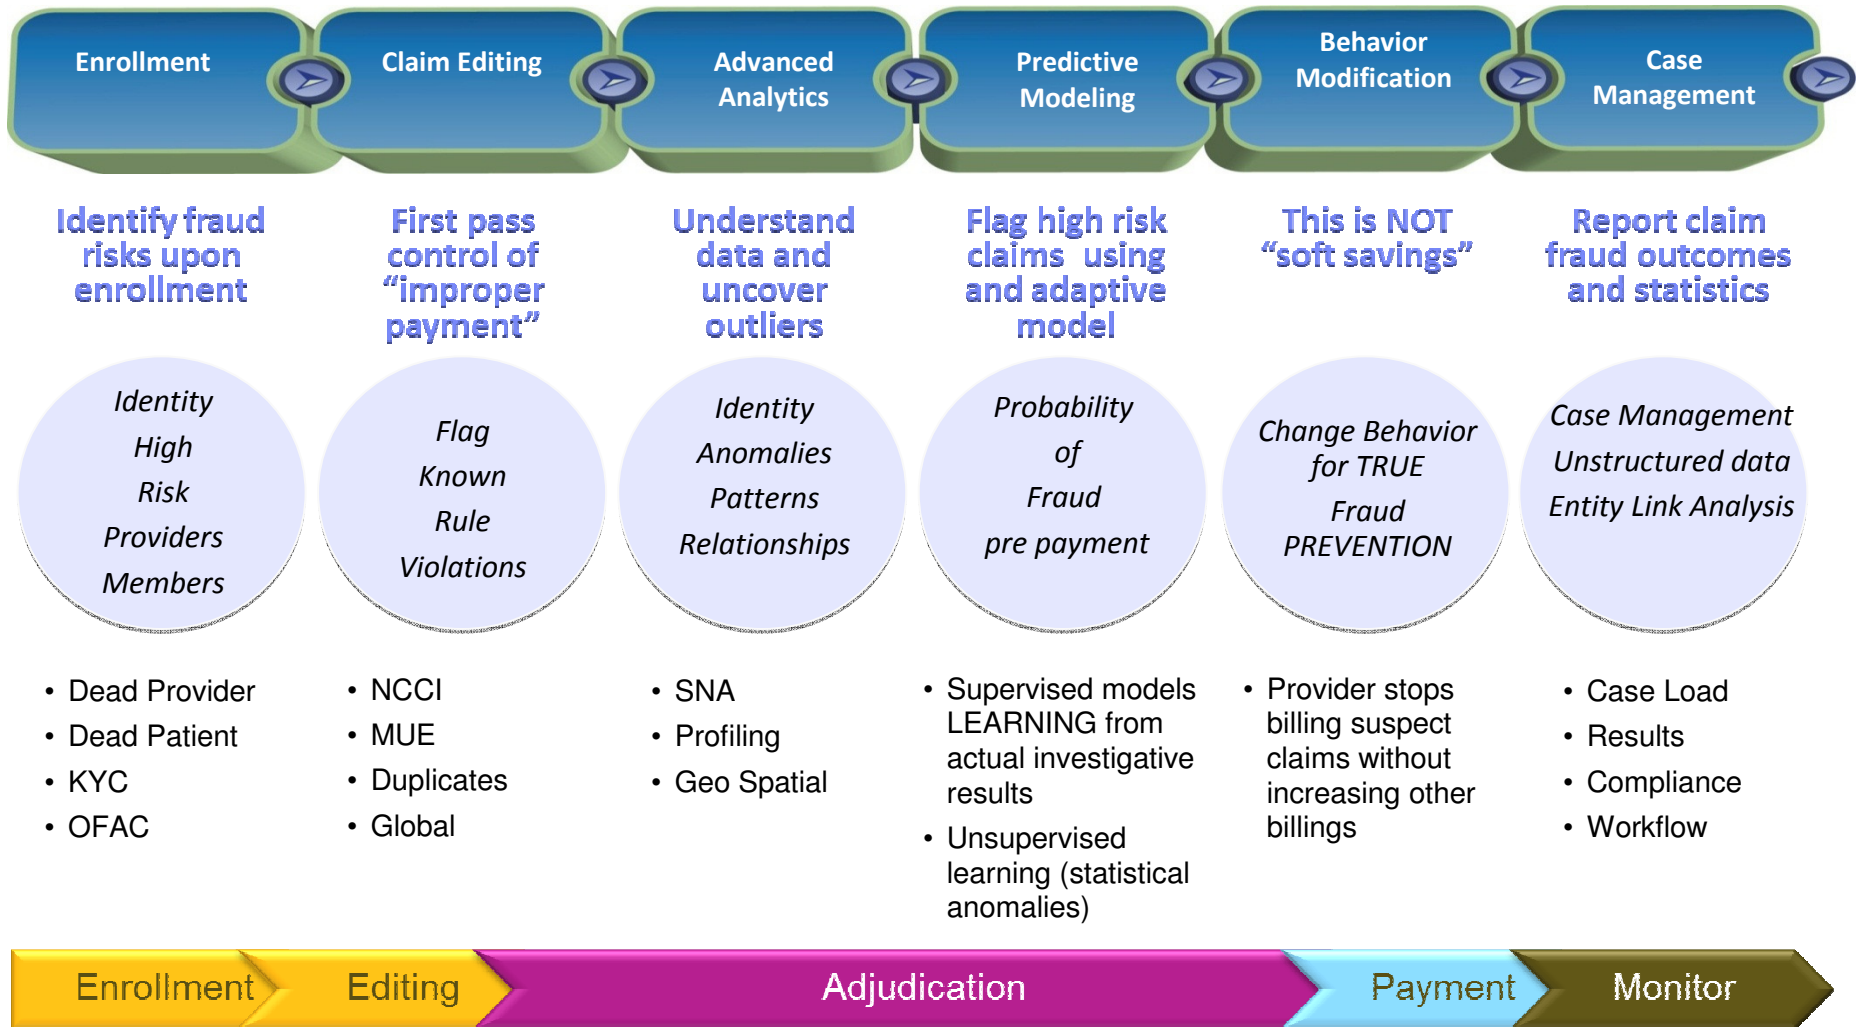 Enrollment
Claim Editing
Advanced
Analytics
Predictive
Modeling
Behavior
Modification
Case
Management
Identify fraud
risks upon
enrollment
First pass
control of
“improper
payment”
Understand
data and
uncover
outliers
Flag high risk
claims  using
and adaptive
model
This is NOT
“soft savings”
Report claim
fraud outcomes
and statistics
Identity
High
Risk
Providers
Members
Flag
Known
Rule
Violations
Identity
Anomalies
Patterns
Relationships
Probability
of
Fraud
pre payment
Change Behavior
for TRUE
Fraud
PREVENTION
Case Management
Unstructured data
Entity Link Analysis
• Dead Provider
• Dead Patient
• KYC
• OFAC
• NCCI
• MUE
• Duplicates
• Global
• SNA
• Profiling
• Geo Spatial
• Supervised models
LEARNING from
actual investigative
results
• Unsupervised
learning (statistical
anomalies)
• Provider stops
billing suspect
claims without
increasing other
billings
• Case Load
• Results
• Compliance
• Workflow
Enrollment
Editing
Adjudication
Payment
Monitor